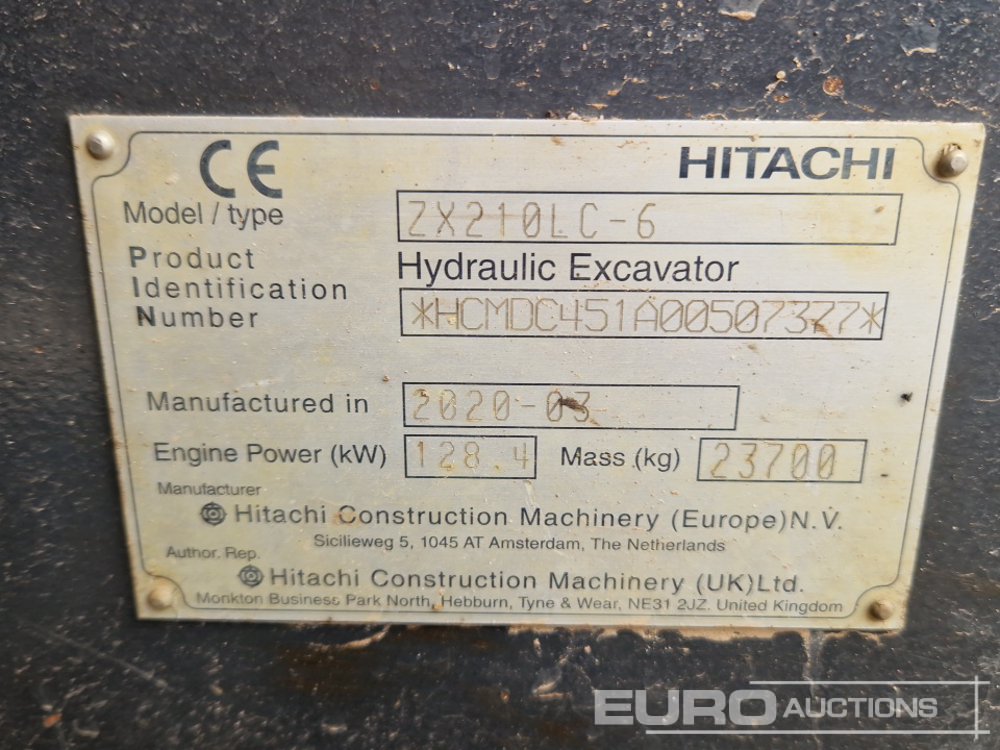 CE HITACHI
Model / type ZX210LC-6
Product Hydraulic Excavator
Identification
Number *HCMDC451A00507377*
Manufactured in 2020-03
Engine Power (kW) 128.4 Mass (kg) 23700
Manufacturer
Hitachi Construction Machinery (Europe) N.V.
Sicilieweg 5, 1045 AT Amsterdam, The Netherlands
Author. Rep.
Hitachi Construction Machinery (UK) Ltd.
Monkton Business Park North, Hebburn, Tyne & Wear, NE31 2JZ. United Kingdom
EURO AUCTIONS